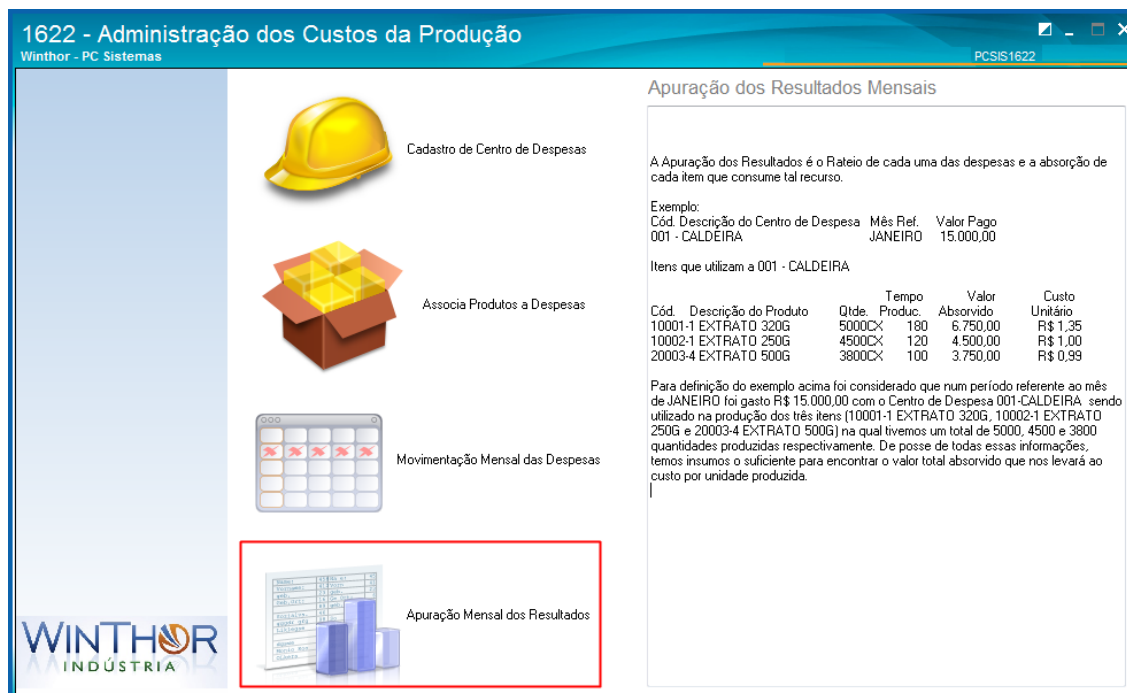 1622 - Administração dos Custos da Produção
Winthor - PC Sistemas
PCSIS1622
Cadastro de Centro de Despesas
Associa Produtos a Despesas
Movimentação Mensal das Despesas
Apuração Mensal dos Resultados
WINTHOR
INDÚSTRIA
Apuração dos Resultados Mensais
A Apuração dos Resultados é o Rateio de cada uma das despesas e a absorção de
cada item que consume tal recurso.
Exemplo:
Cód. Descrição do Centro de Despesa Mês Ref. Valor Pago
001 - CALDEIRA JANEIRO 15.000,00
Itens que utilizam a 001 - CALDEIRA
Tempo Valor Custo
Cód. Descrição do Produto Qtde. Produc. Absorvido Unitário
10001-1 EXTRATO 320G 5000CX 180 6.750,00 R$ 1,35
10002-1 EXTRATO 250G 4500CX 120 4.500,00 R$ 1,00
20003-4 EXTRATO 500G 3800CX 100 3.750,00 R$ 0,99
Para definição do exemplo acima foi considerado que num período referente ao mês
de JANEIRO foi gasto R$ 15.000,00 com o Centro de Despesa 001-CALDEIRA sendo
utilizado na produção dos três itens (10001-1 EXTRATO 320G, 10002-1 EXTRATO
250G e 20003-4 EXTRATO 500G) na qual tivemos um total de 5000, 4500 e 3800
quantidades produzidas respectivamente. De posse de todas essas informações,
temos insumos o suficiente para encontrar o valor total absorvido que nos levará ao
custo por unidade produzida.